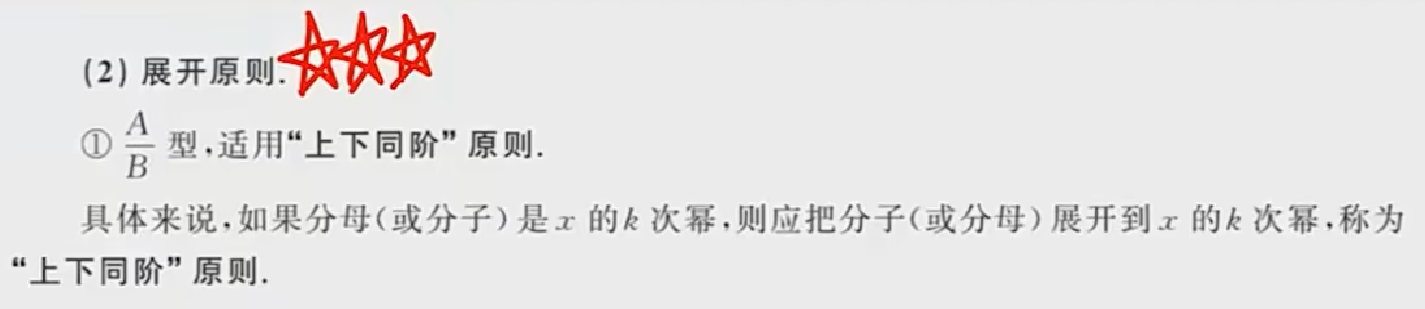 (2) 展开原则.
① A/B 型,适用“上下同阶”原则.
具体来说,如果分母(或分子)是 x 的 k 次幂,则应把分子(或分母)展开到 x 的 k 次幂,称为
“上下同阶”原则.